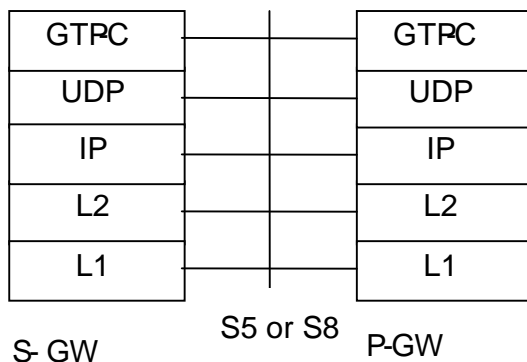 GTP-C GTP-C
UDP UDP
IP IP
L2 L2
L1 L1
S- GW S5 or S8 P-GW